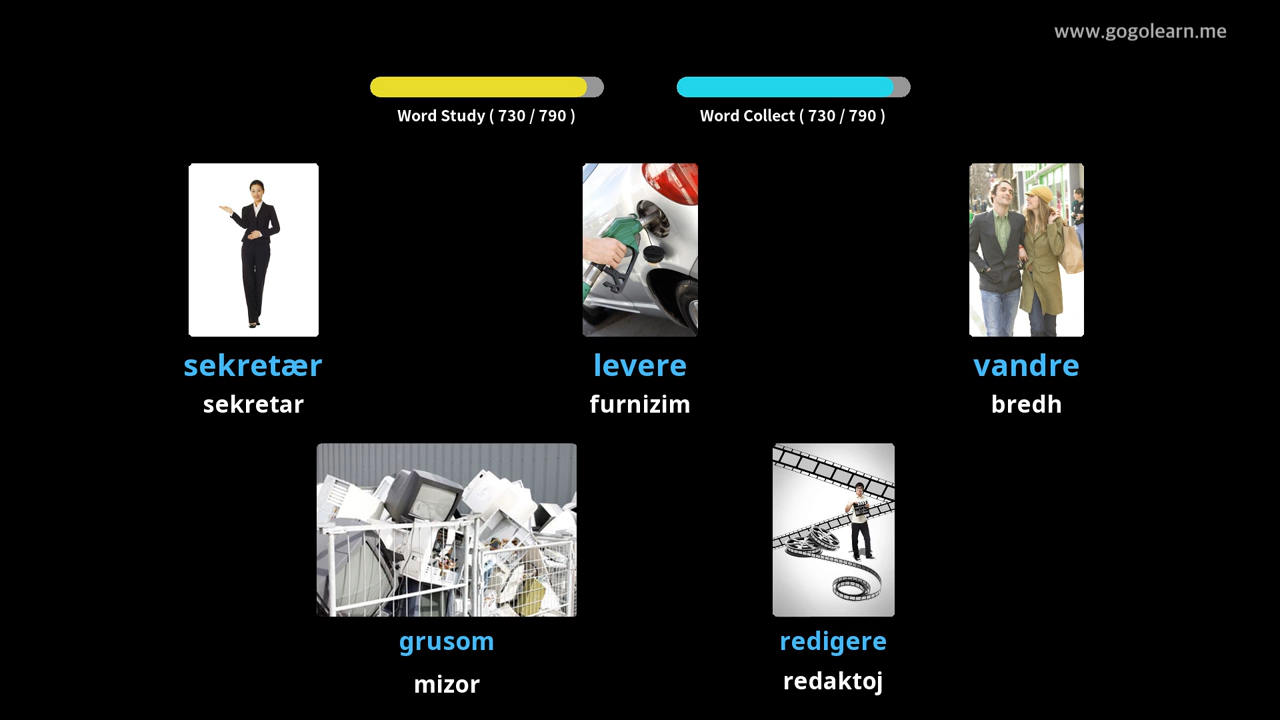 www.gogolearn.me
Word Study ( 730 / 790 )
Word Collect ( 730 / 790 )
sekretær
sekretar
levere
furnizim
vandre
bredh
grusom
mizor
redigere
redaktoj